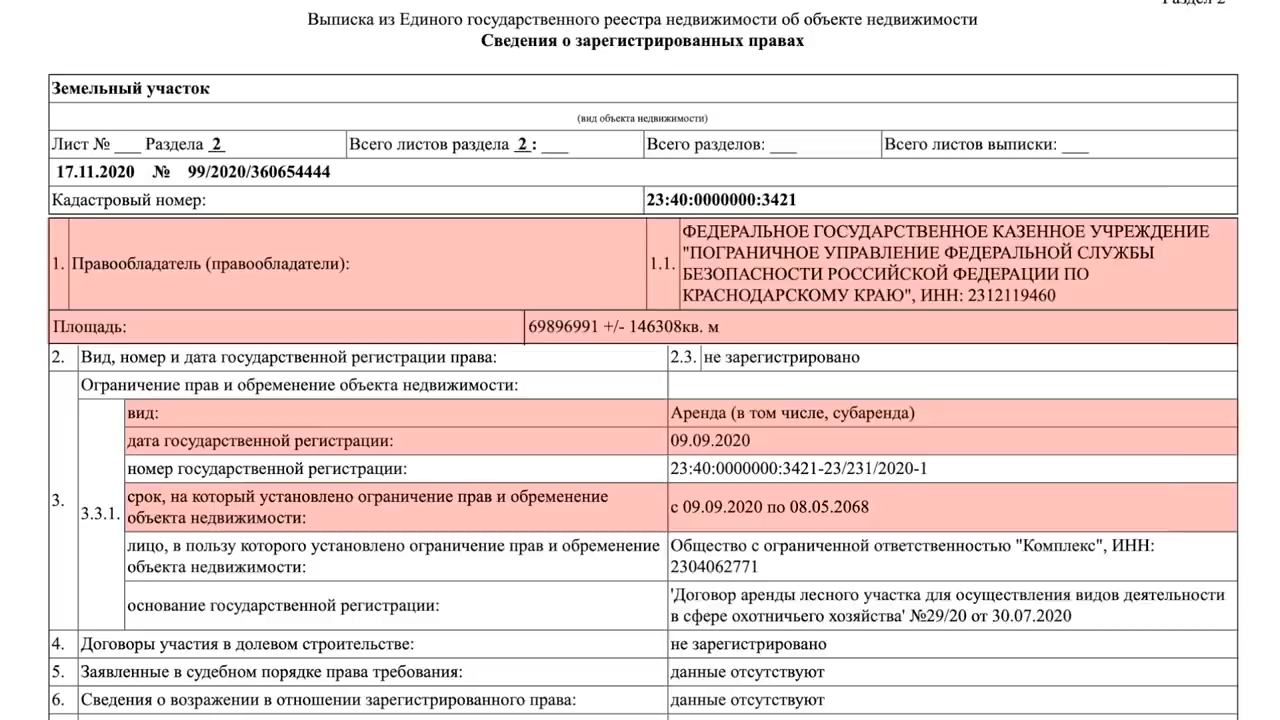 Раздел 2
Выписка из Единого государственного реестра недвижимости об объекте недвижимости
Сведения о зарегистрированных правах
Земельный участок
(вид объекта недвижимости)
Лист № ___ Раздела 2 Всего листов раздела 2 : ___ Всего разделов: ___ Всего листов выписки: ___
17.11.2020 № 99/2020/360654444
Кадастровый номер: 23:40:0000000:3421
1. Правообладатель (правообладатели): 1.1. ФЕДЕРАЛЬНОЕ ГОСУДАРСТВЕННОЕ КАЗЕННОЕ УЧРЕЖДЕНИЕ
"ПОГРАНИЧНОЕ УПРАВЛЕНИЕ ФЕДЕРАЛЬНОЙ СЛУЖБЫ
БЕЗОПАСНОСТИ РОССИЙСКОЙ ФЕДЕРАЦИИ ПО
КРАСНОДАРСКОМУ КРАЮ", ИНН: 2312119460
Площадь: 69896991 +/- 146308кв. м
2. Вид, номер и дата государственной регистрации права: 2.3. не зарегистрировано
3. Ограничение прав и обременение объекта недвижимости:
3.3.1. вид: Аренда (в том числе, субаренда)
дата государственной регистрации: 09.09.2020
номер государственной регистрации: 23:40:0000000:3421-23/231/2020-1
срок, на который установлено ограничение прав и обременение
объекта недвижимости: с 09.09.2020 по 08.05.2068
лицо, в пользу которого установлено ограничение прав и обременение
объекта недвижимости: Общество с ограниченной ответственностью "Комплекс", ИНН:
2304062771
основание государственной регистрации: 'Договор аренды лесного участка для осуществления видов деятельности
в сфере охотничьего хозяйства' №29/20 от 30.07.2020
4. Договоры участия в долевом строительстве: не зарегистрировано
5. Заявленные в судебном порядке права требования: данные отсутствуют
6. Сведения о возражении в отношении зарегистрированного права: данные отсутствуют